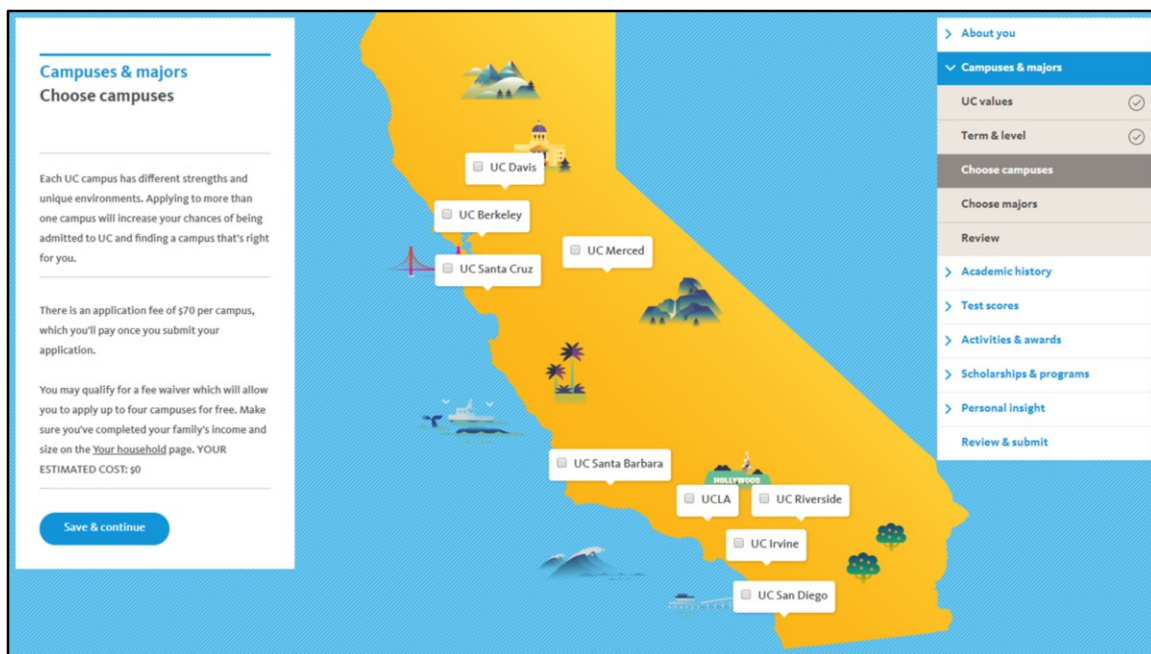 Campuses & majors
Choose campuses
Each UC campus has different strengths and
unique environments. Applying to more than
one campus will increase your chances of being
admitted to UC and finding a campus that's right
for you.
There is an application fee of $70 per campus,
which you'll pay once you submit your
application.
You may qualify for a fee waiver which will allow
you to apply up to four campuses for free. Make
sure you've completed your family's income and
size on the Your household page. YOUR
ESTIMATED COST: $0
Save & continue
UC Davis
UC Berkeley
UC Merced
UC Santa Cruz
UC Santa Barbara
HOLLYWOOD
UCLA
UC Riverside
UC Irvine
UC San Diego
About you
Campuses & majors
UC values
Term & level
Choose campuses
Choose majors
Review
Academic history
Test scores
Activities & awards
Scholarships & programs
Personal insight
Review & submit